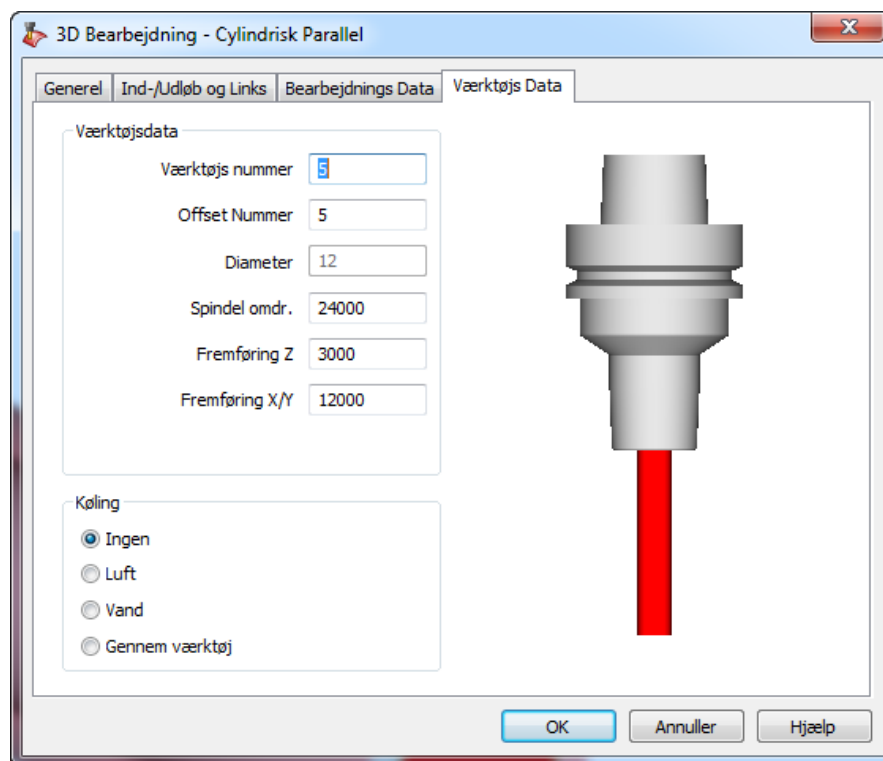 3D Bearbejdning - Cylindrisk Parallel
Generel
Ind-/Udløb og Links
Bearbejdnings Data
Værktøjs Data
Værktøjsdata
Værktøjs nummer 5
Offset Nummer 5
Diameter 12
Spindel omdr. 24000
Fremføring Z 3000
Fremføring X/Y 12000
Køling
Ingen
Luft
Vand
Gennem værktøj
OK
Annuller
Hjælp